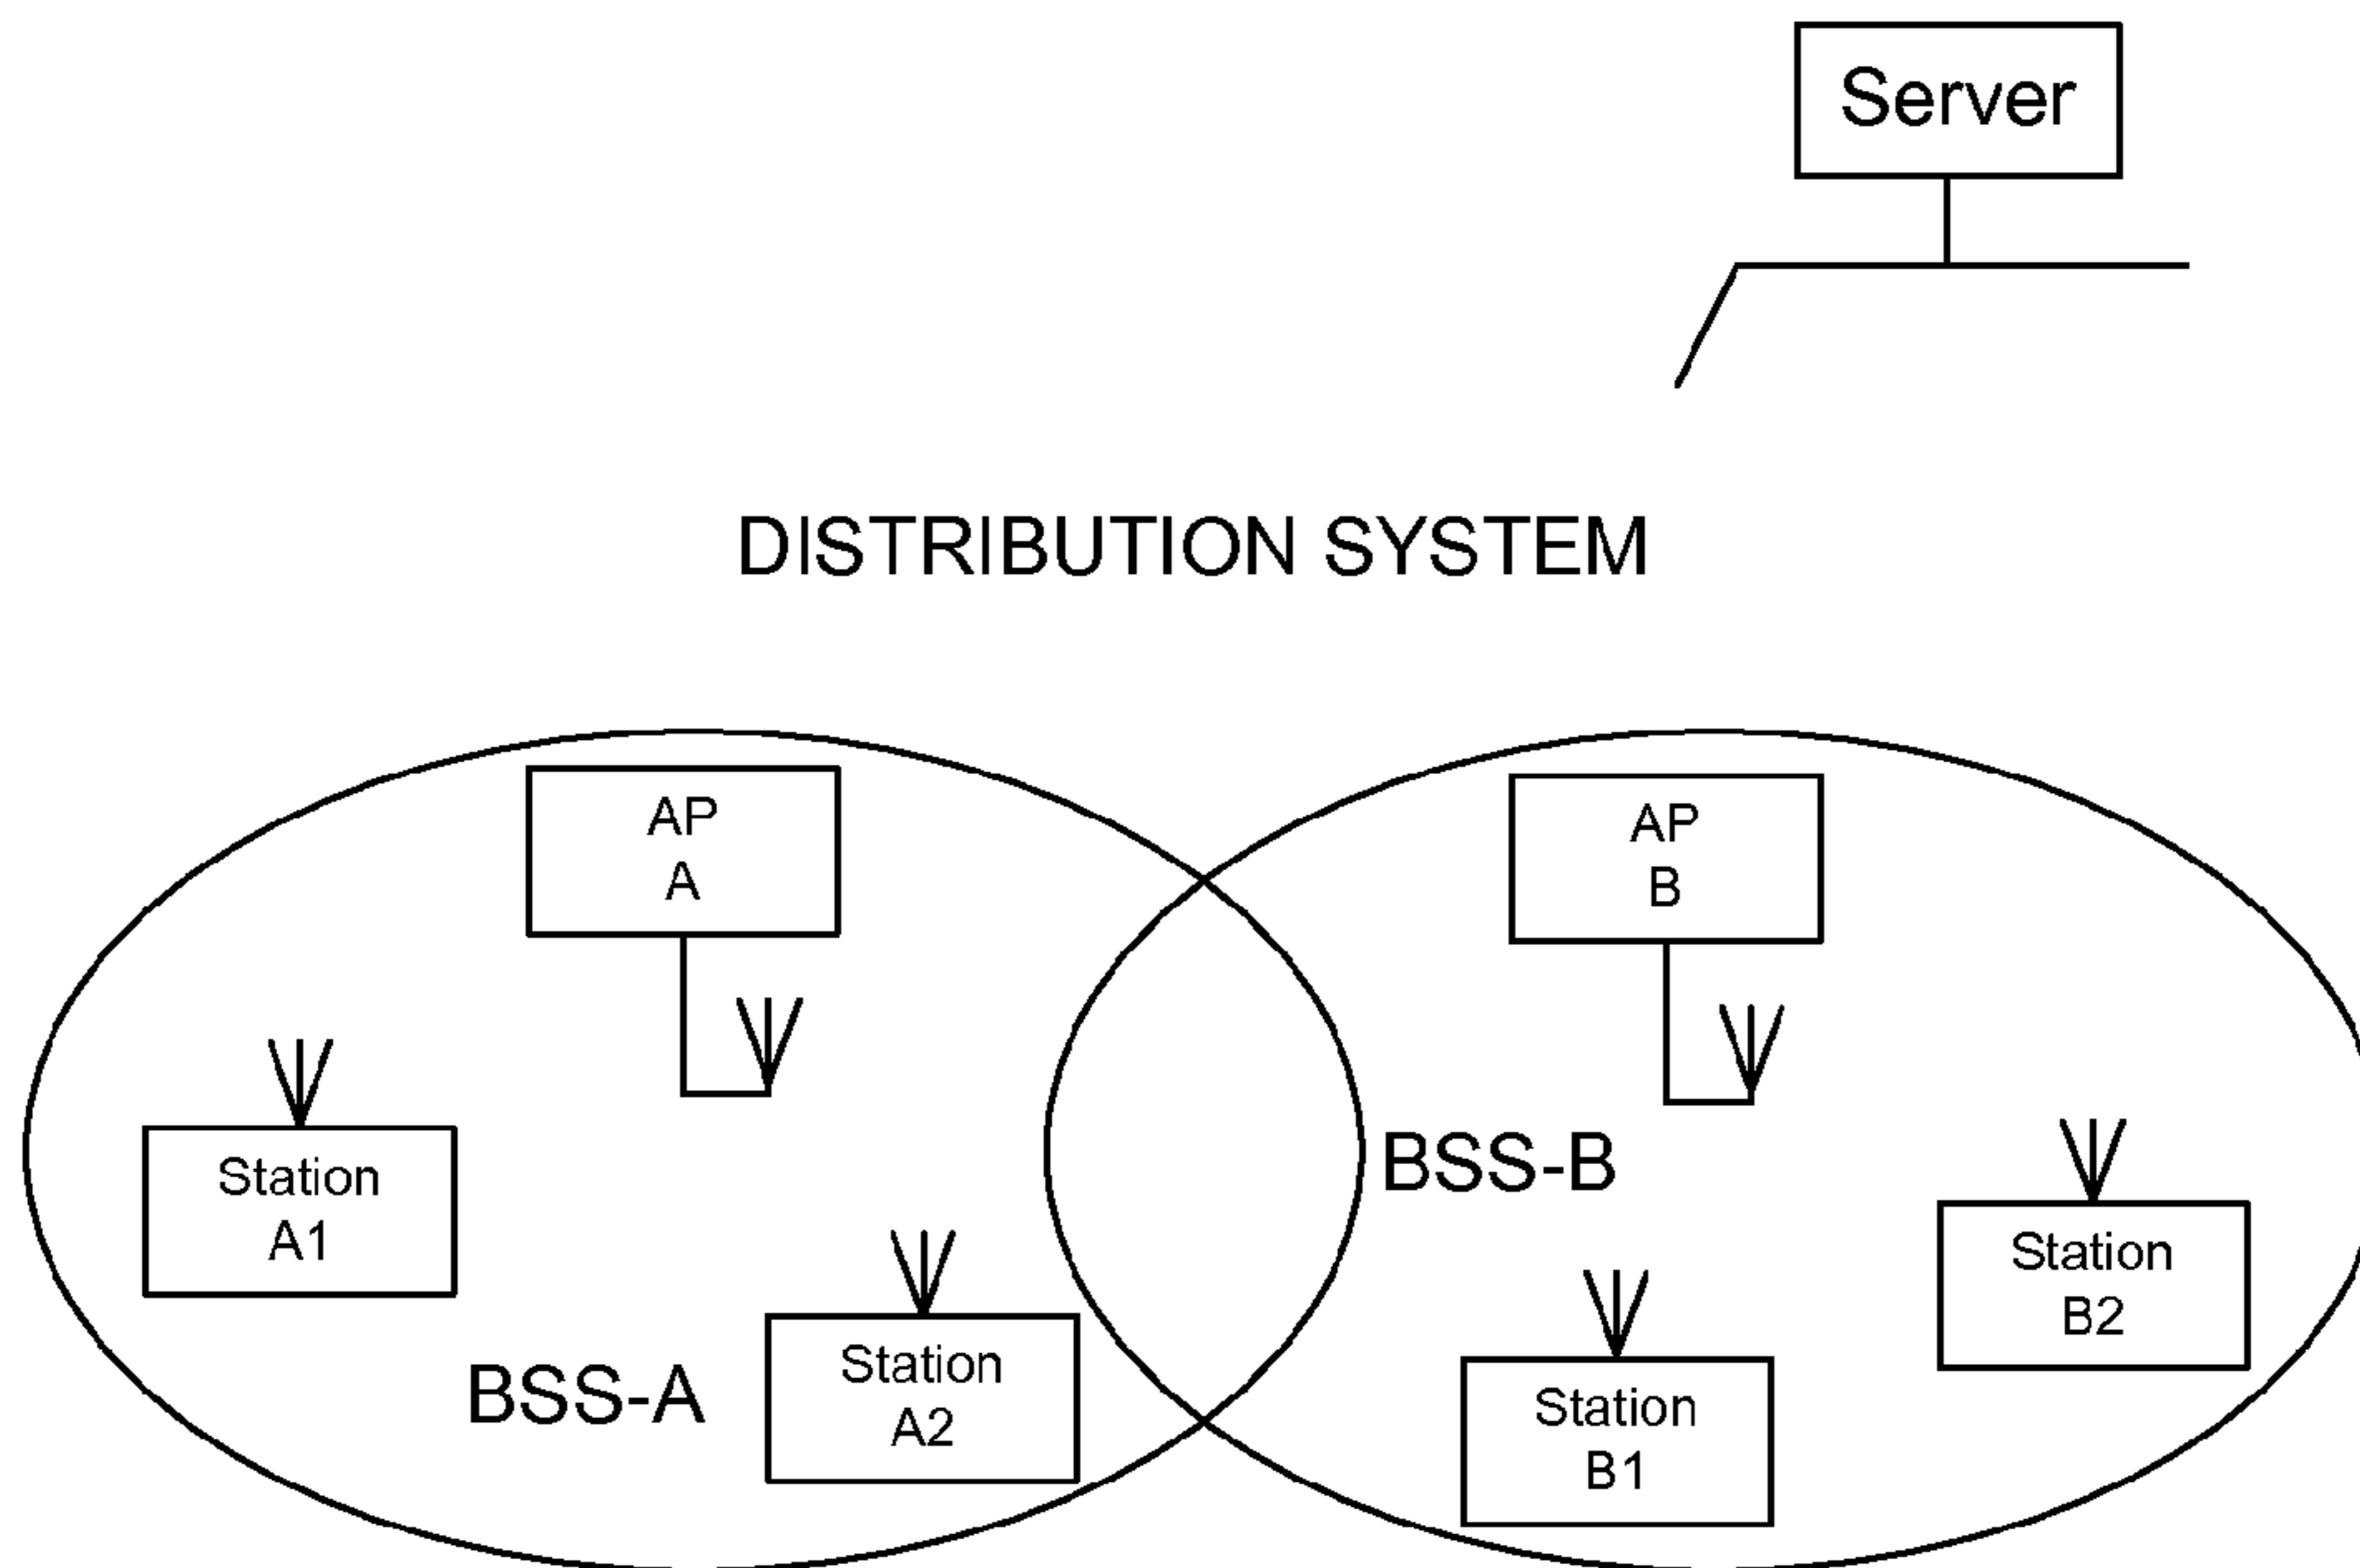 Server
DISTRIBUTION SYSTEM
AP
A
AP
B
BSS-B
Station
A1
Station
B2
Station
A2
BSS-A
Station
B1